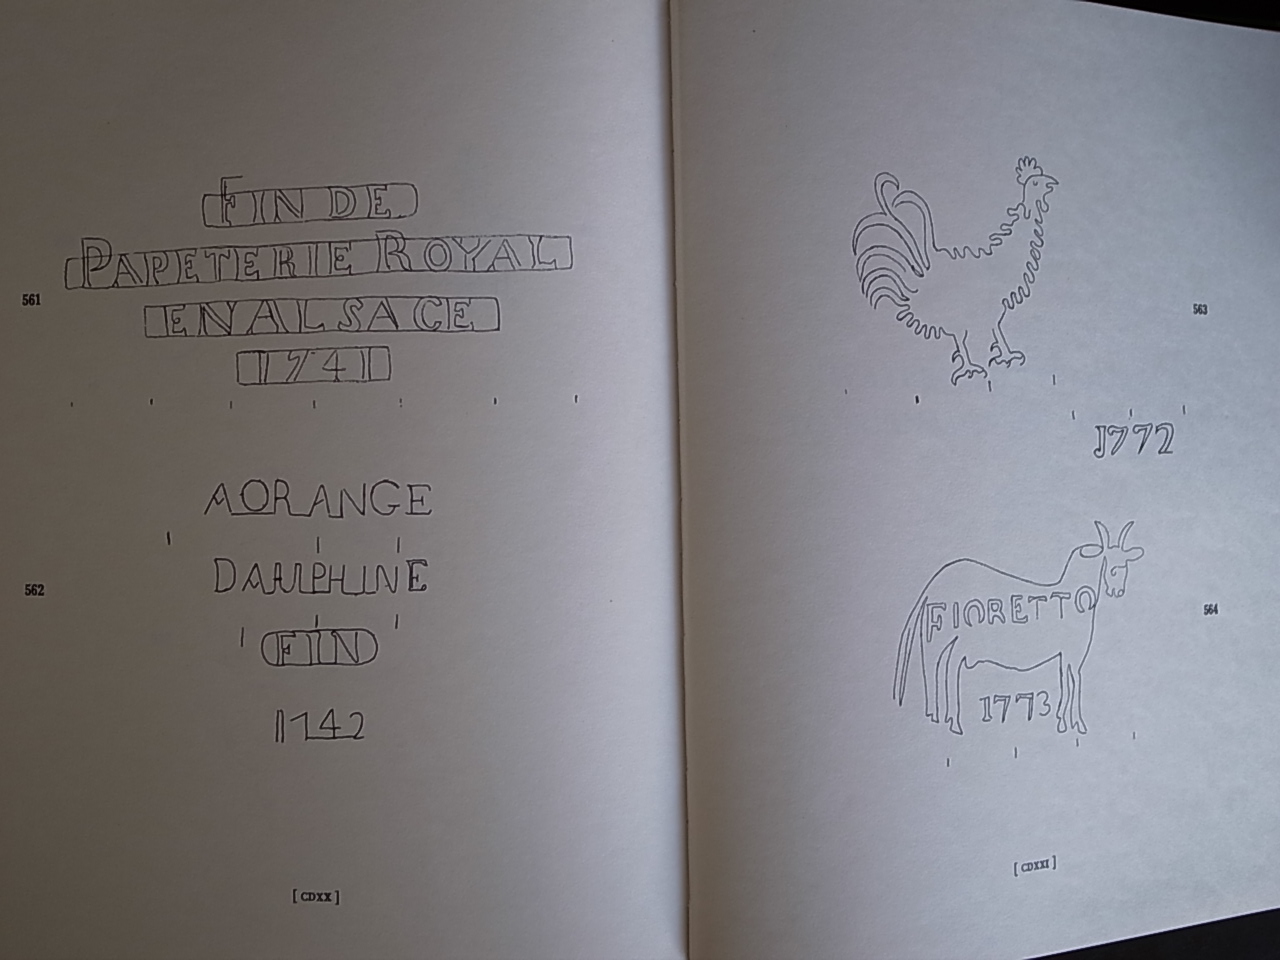 FIN DE
PAPETERIE ROYAL
ENALSACE
1741
561
AORANGE
DAUPHINE
FIN
1742
562
[ CDXX ]
563
1772
FIORETTO
1773
564
[ CDXXI ]